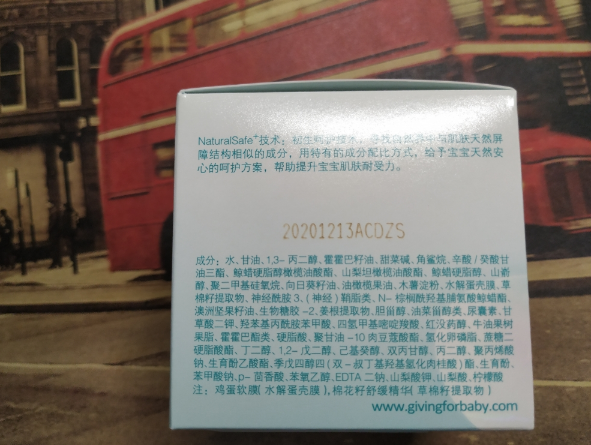 NaturalSafe⁺技术：初生呵护技术，寻找自然界中与肌肤天然屏
障结构相似的成分，用特有的成分配比方式，给予宝宝天然安
心的呵护方案，帮助提升宝宝肌肤耐受力。
20201213ACDZS
成分：水、甘油、1,3-丙二醇、霍霍巴籽油、甜菜碱、角鲨烷、辛酸/癸酸甘
油三酯、鲸蜡硬脂醇橄榄油酸酯、山梨坦橄榄油酸酯、鲸蜡硬脂醇、山嵛
醇、聚二甲基硅氧烷、向日葵籽油、油橄榄果油、木薯淀粉、水解蛋壳膜、草
棉籽提取物、神经酰胺3、(神经)鞘脂类、N-棕榈酰羟基脯氨酸鲸蜡酯、
澳洲坚果籽油、生物糖胶-2、姜根提取物、胆甾醇、油菜甾醇类、尿囊素、甘
草酸二钾、羟苯基丙酰胺苯甲酸、四氢甲基嘧啶羧酸、红没药醇、牛油果树
果脂、霍霍巴酯类、硬脂酸、聚甘油-10肉豆蔻酸酯、氢化卵磷脂、蔗糖二
硬脂酸酯、丁二醇、1,2-戊二醇、己基癸醇、双丙甘醇、丙二醇、聚丙烯酸
钠、生育酚乙酸酯、季戊四醇四(双-叔丁基羟基氢化肉桂酸)酯、生育酚、
苯甲酸钠、p-茴香酸、苯氧乙醇、EDTA二钠、山梨酸钾、山梨酸、柠檬酸
注：鸡蛋软膜(水解蛋壳膜)，棉花籽舒缓精华(草棉籽提取物)
www.givingforbaby.com